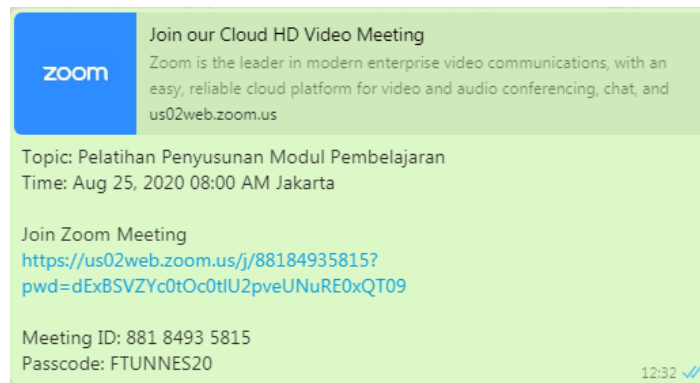 zoom
Join our Cloud HD Video Meeting
Zoom is the leader in modern enterprise video communications, with an
easy, reliable cloud platform for video and audio conferencing, chat, and
us02web.zoom.us
Topic: Pelatihan Penyusunan Modul Pembelajaran
Time: Aug 25, 2020 08:00 AM Jakarta
Join Zoom Meeting
https://us02web.zoom.us/j/88184935815?
pwd=dExBSVZYc0tOc0tIU2pveUNuRE0xQT09
Meeting ID: 881 8493 5815
Passcode: FTUNNES20
12:32